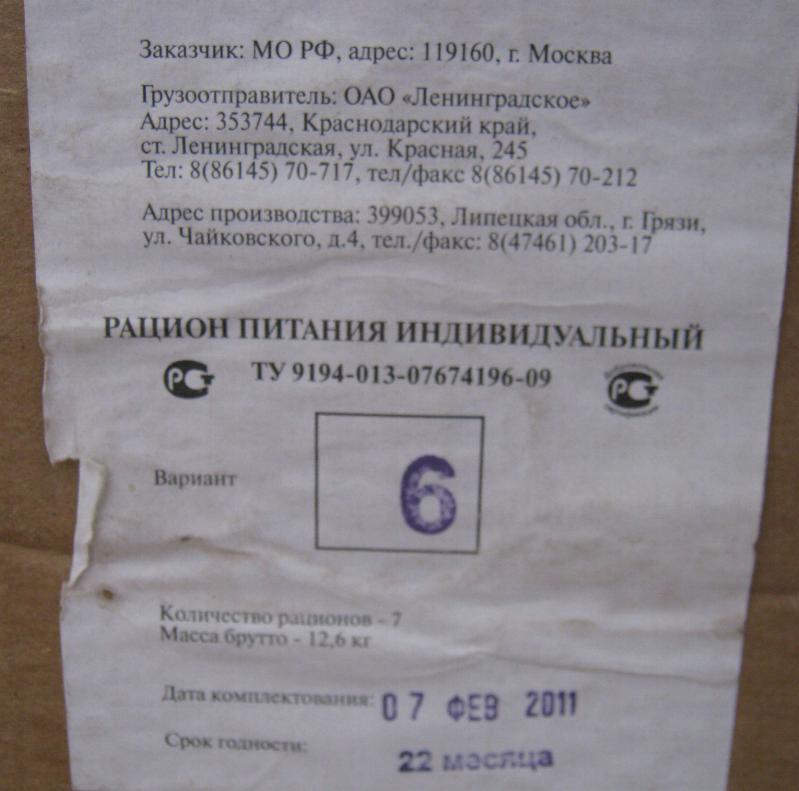 Заказчик: МО РФ, адрес: 119160, г. Москва
Грузоотправитель: ОАО «Ленинградское»
Адрес: 353744, Краснодарский край,
ст. Ленинградская, ул. Красная, 245
Тел: 8(86145) 70-717, тел/факс 8(86145) 70-212
Адрес производства: 399053, Липецкая обл., г. Грязи,
ул. Чайковского, д.4, тел./факс: 8(47461) 203-17
РАЦИОН ПИТАНИЯ ИНДИВИДУАЛЬНЫЙ
ТУ 9194-013-07674196-09
Вариант 6
Количество рационов - 7
Масса брутто - 12,6 кг
Дата комплектования: 07 ФЕВ 2011
Срок годности: 22 месяца